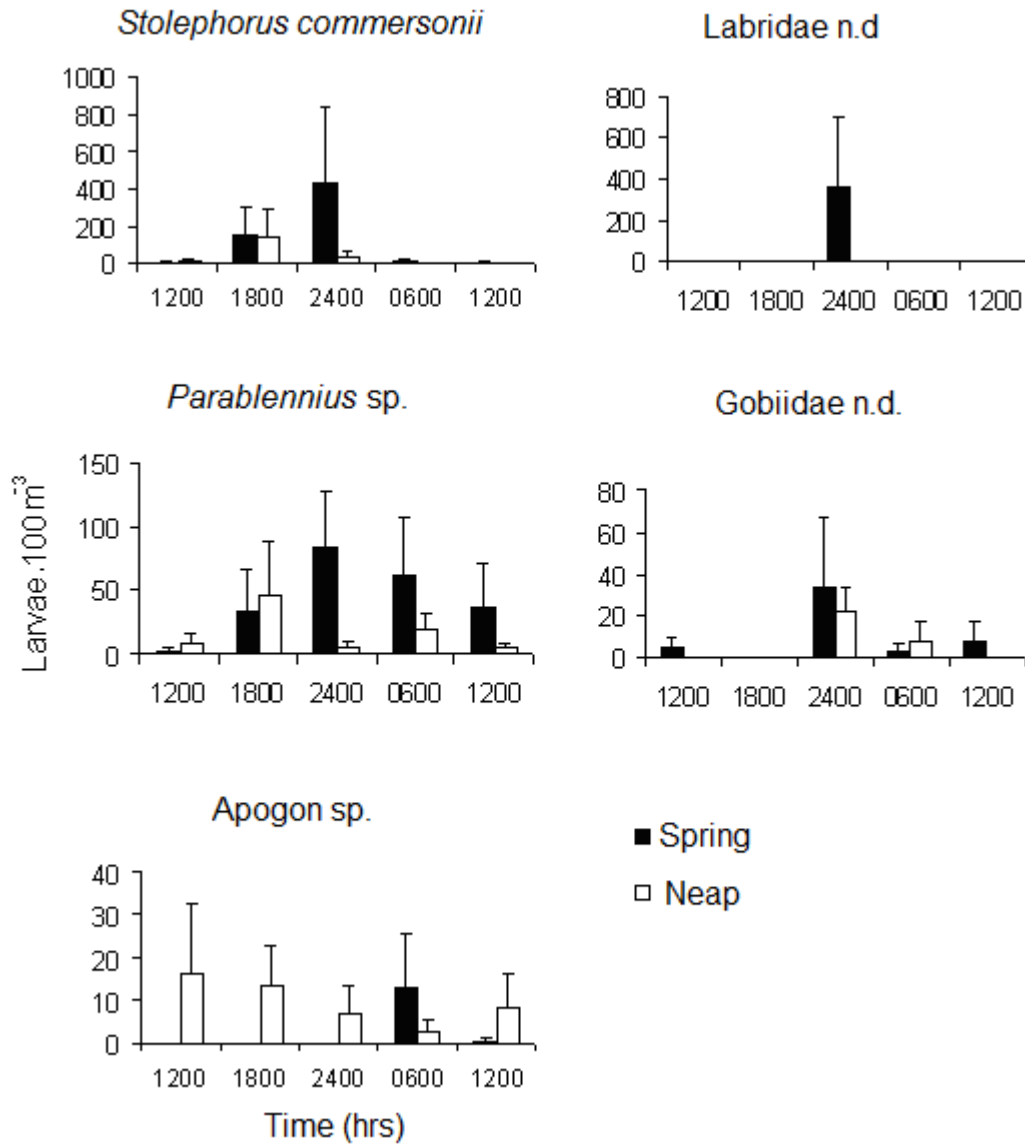 Stolephorus commersonii
1000
800
600
400
200
0
1200 1800 2400 0600 1200
Labridae n.d
800
600
400
200
0
1200 1800 2400 0600 1200
Parablennius sp.
Larvae.100m⁻³
150
100
50
0
1200 1800 2400 0600 1200
Gobiidae n.d.
80
60
40
20
0
1200 1800 2400 0600 1200
Apogon sp.
40
30
20
10
0
1200 1800 2400 0600 1200
Time (hrs)
Spring
Neap